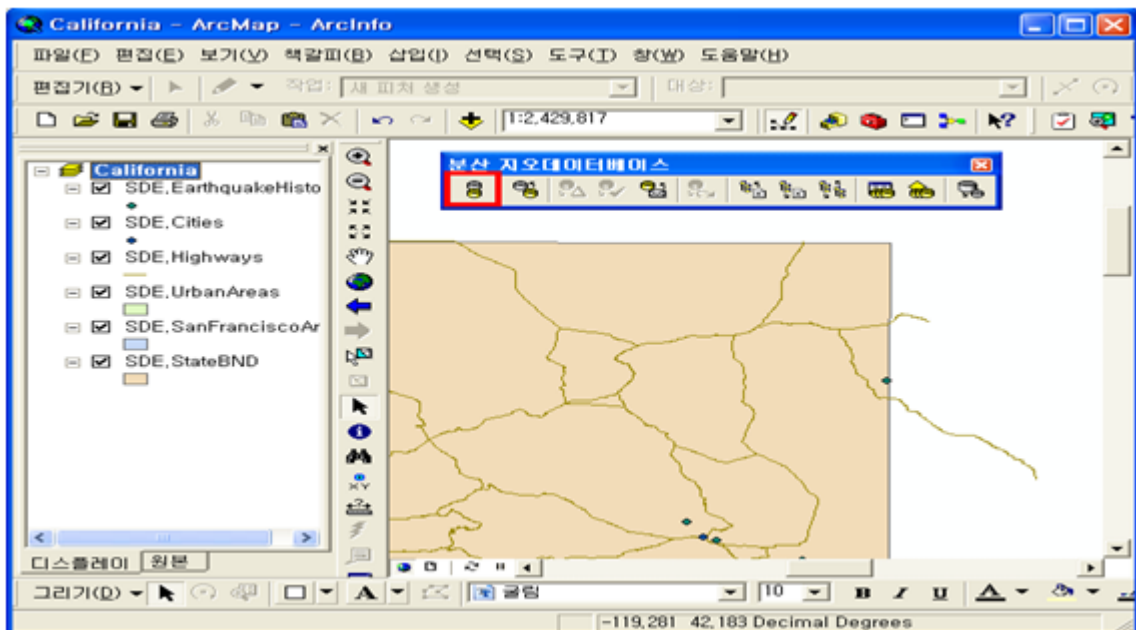 California - ArcMap - ArcInfo
파일(F) 편집(E) 보기(V) 책갈피(B) 삽입(I) 선택(S) 도구(T) 창(W) 도움말(H)
편집기(R) 작업: 새 피처 생성 대상:
1:2,429,817
분산 지오데이터베이스
California
SDE.EarthquakeHisto
SDE.Cities
SDE.Highways
SDE.UrbanAreas
SDE.SanFranciscoAr
SDE.StateBND
XY
디스플레이 원본
그리기(D) A 굴림 10 B I U A
-119,281 42,183 Decimal Degrees